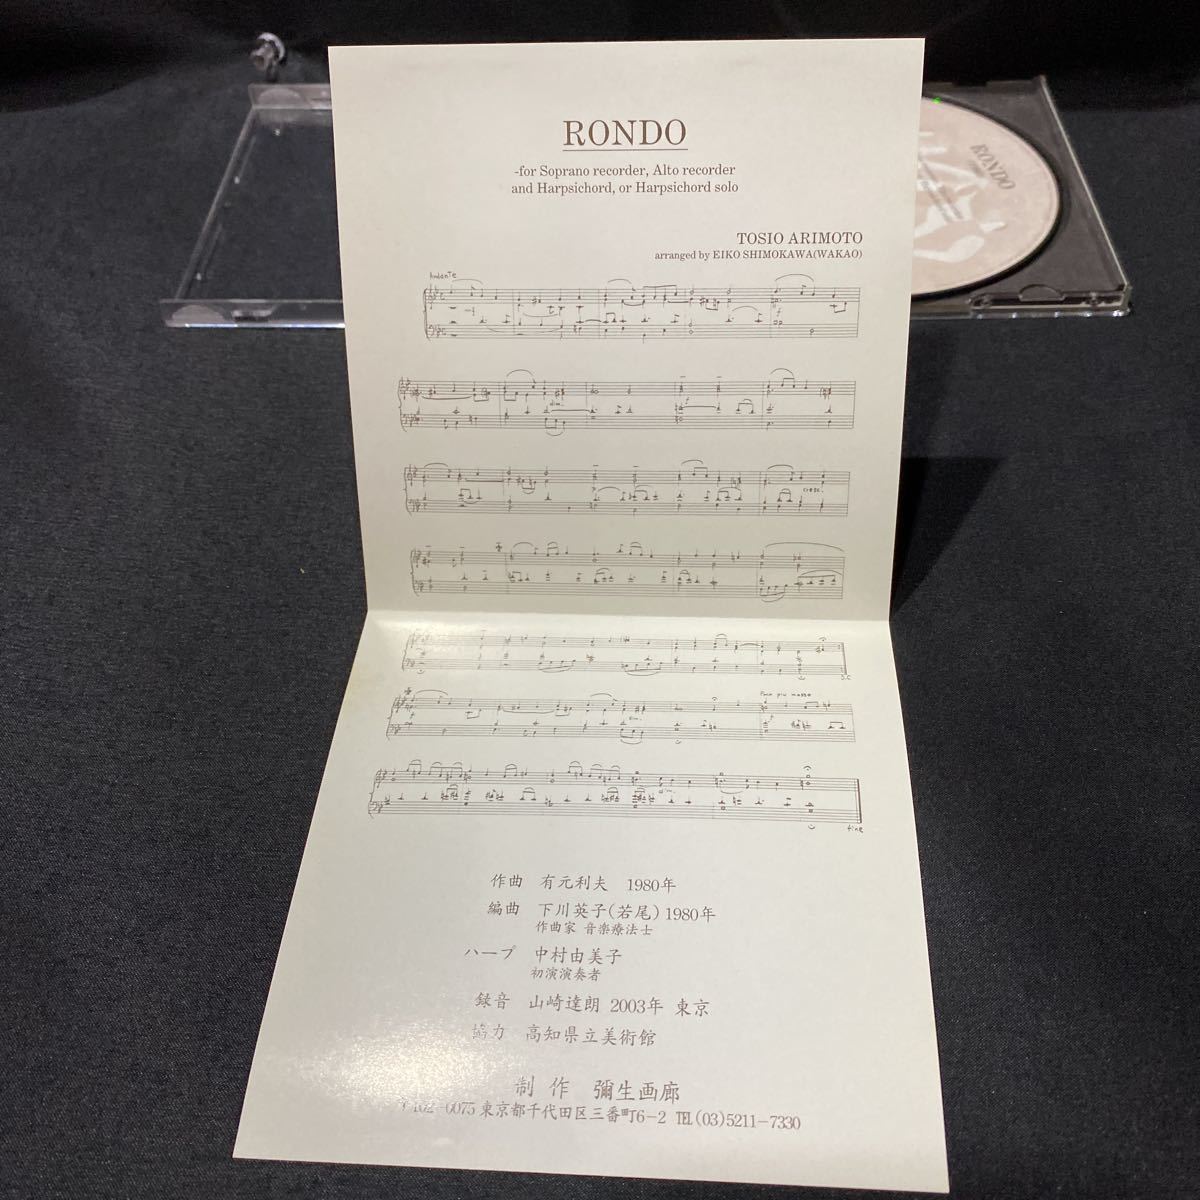 RONDO
-for Soprano recorder, Alto recorder
and Harpsichord, or Harpsichord solo
TOSIO ARIMOTO
arranged by EIKO SHIMOKAWA(WAKAO)
Andante
dim.
cresc.
D.C
Poco più mosso
dim.
fine
作曲 有元利夫 1980年
編曲 下川英子(若尾) 1980年
作曲家 音楽療法士
ハープ 中村由美子
初演演奏者
録音 山崎達朗 2003年 東京
協力 高知県立美術館
制作 彌生画廊
〒102-0075 東京都千代田区三番町6-2 TEL(03)5211-7330
RONDO